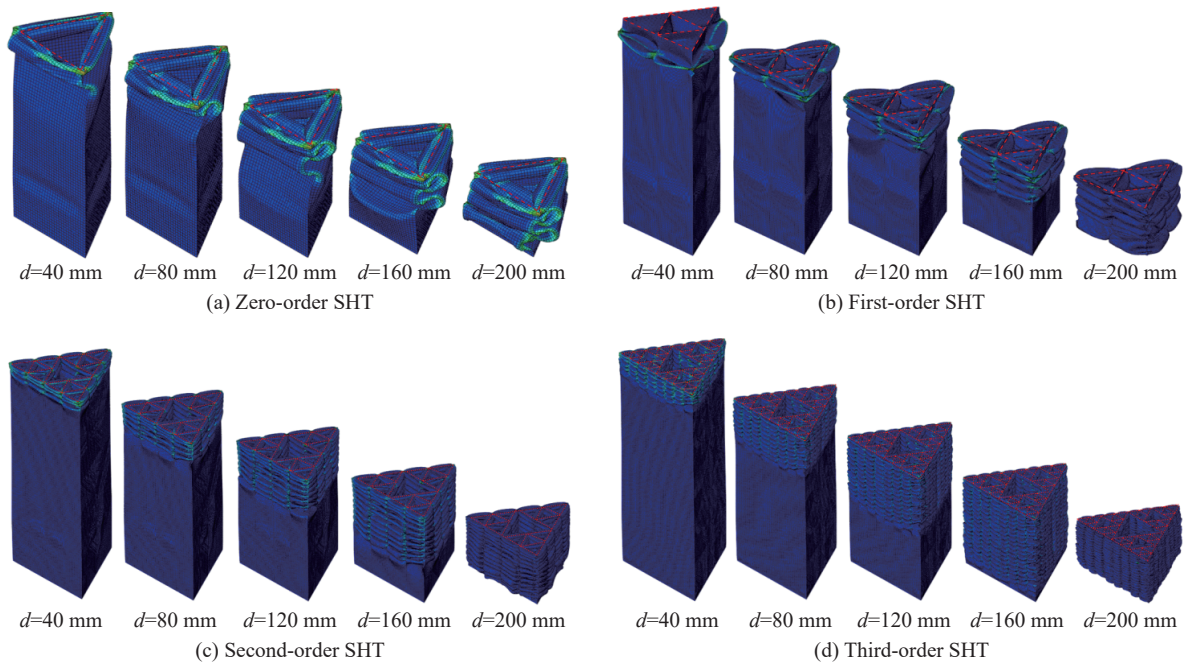 d=40 mm d=80 mm d=120 mm d=160 mm d=200 mm
(a) Zero-order SHT
d=40 mm d=80 mm d=120 mm d=160 mm d=200 mm
(b) First-order SHT
d=40 mm d=80 mm d=120 mm d=160 mm d=200 mm
(c) Second-order SHT
d=40 mm d=80 mm d=120 mm d=160 mm d=200 mm
(d) Third-order SHT